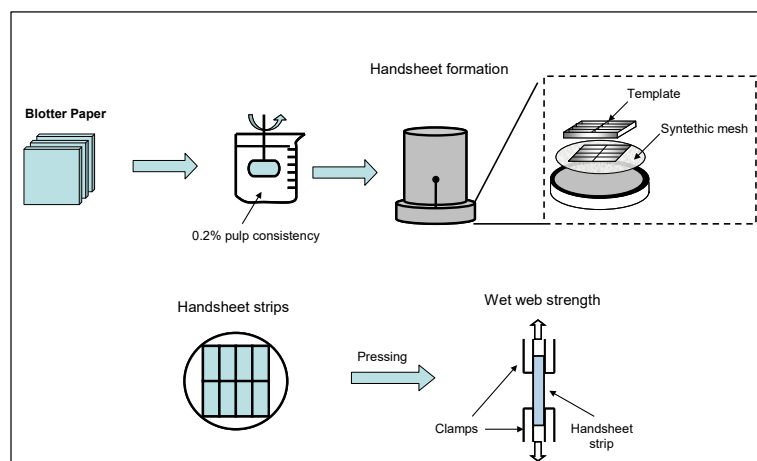 Handsheet formation
Blotter Paper
Template
Syntethic mesh
0.2% pulp consistency
Handsheet strips
Wet web strength
Pressing
Clamps
Handsheet
strip